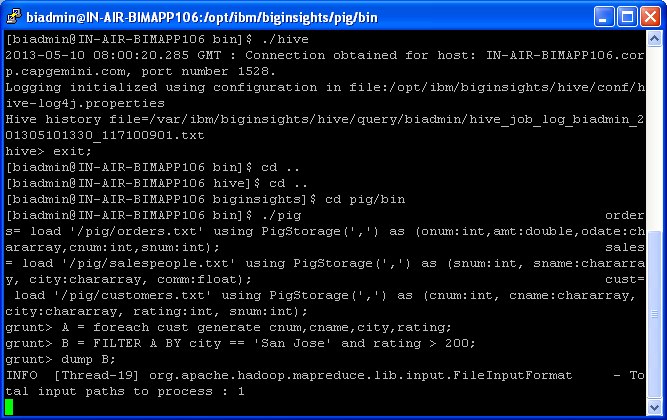 biadmin@IN-AIR-BIMAPP106:/opt/ibm/biginsights/pig/bin
[biadmin@IN-AIR-BIMAPP106 bin]$ ./hive
2013-05-10 08:00:20.285 GMT : Connection obtained for host: IN-AIR-BIMAPP106.cor
p.capgemini.com, port number 1528.
Logging initialized using configuration in file:/opt/ibm/biginsights/hive/conf/h
ive-log4j.properties
Hive history file=/var/ibm/biginsights/hive/query/biadmin/hive_job_log_biadmin_2
01305101330_117100901.txt
hive> exit;
[biadmin@IN-AIR-BIMAPP106 bin]$ cd ..
[biadmin@IN-AIR-BIMAPP106 hive]$ cd ..
[biadmin@IN-AIR-BIMAPP106 biginsights]$ cd pig/bin
[biadmin@IN-AIR-BIMAPP106 bin]$ ./pig order
s= load '/pig/orders.txt' using PigStorage(',') as (onum:int,amt:double,odate:ch
ararray,cnum:int,snum:int); sales
= load '/pig/salespeople.txt' using PigStorage(',') as (snum:int, sname:chararra
y, city:chararray, comm:float); cust=
load '/pig/customers.txt' using PigStorage(',') as (cnum:int, cname:chararray,
city:chararray, rating:int, snum:int);
grunt> A = foreach cust generate cnum,cname,city,rating;
grunt> B = FILTER A BY city == 'San Jose' and rating > 200;
grunt> dump B;
INFO  [Thread-19] org.apache.hadoop.mapreduce.lib.input.FileInputFormat     - To
tal input paths to process : 1